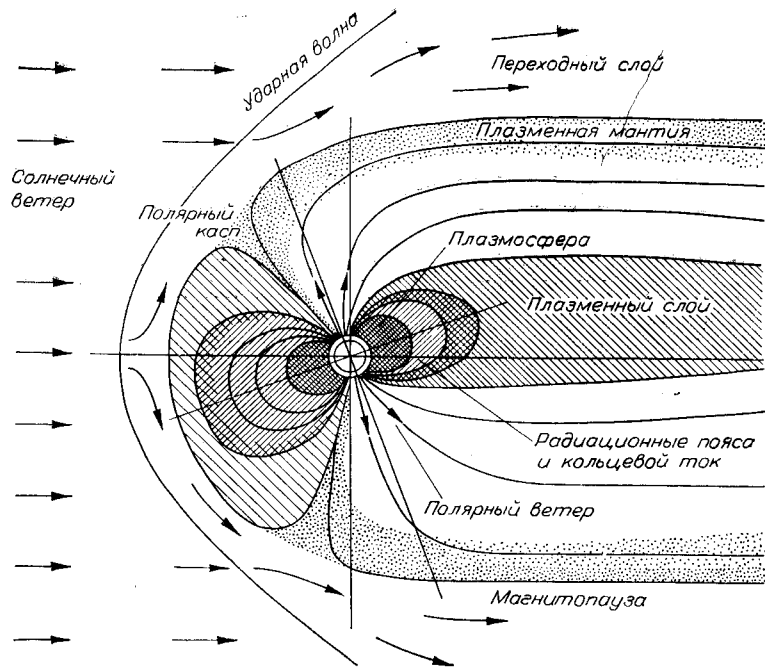 Ударная волна
Переходный слой
Плазменная мантия
Солнечный
ветер
Полярный
касп
Плазмосфера
Плазменный слой
Радиационные пояса
и кольцевой ток
Полярный ветер
Магнитопауза